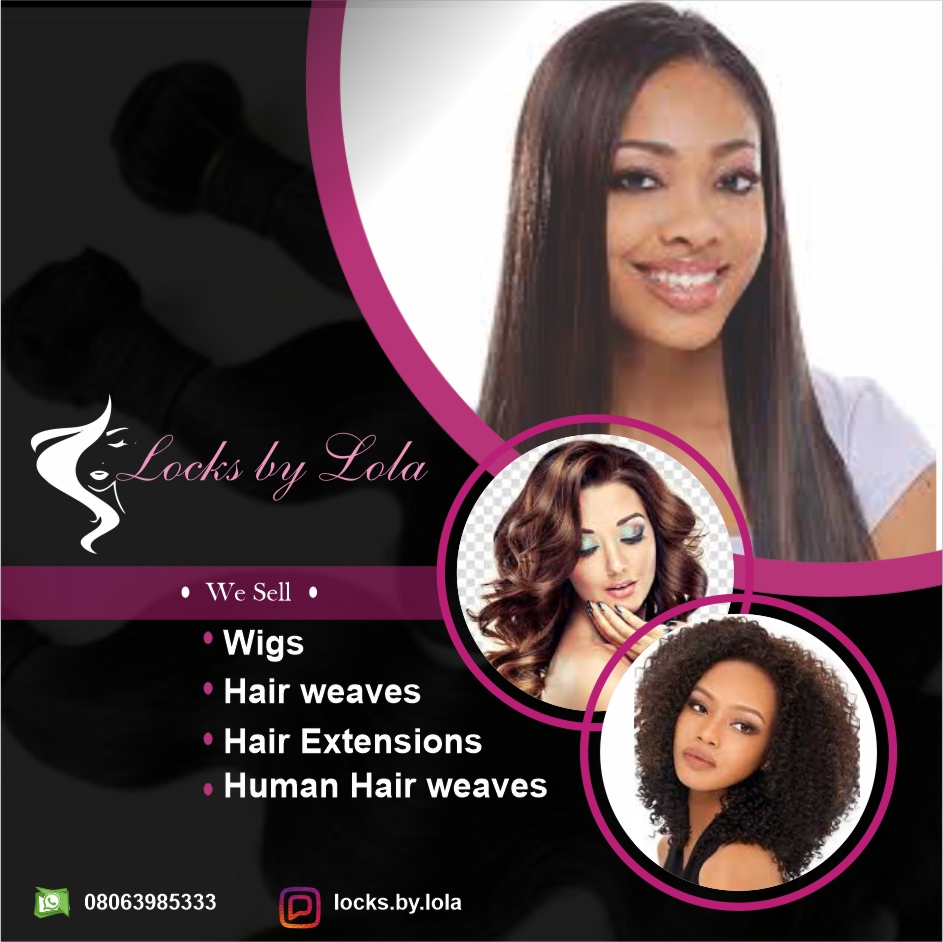 Locks by Lola
• We Sell •
• Wigs
• Hair weaves
• Hair Extensions
• Human Hair weaves
08063985333
locks.by.lola